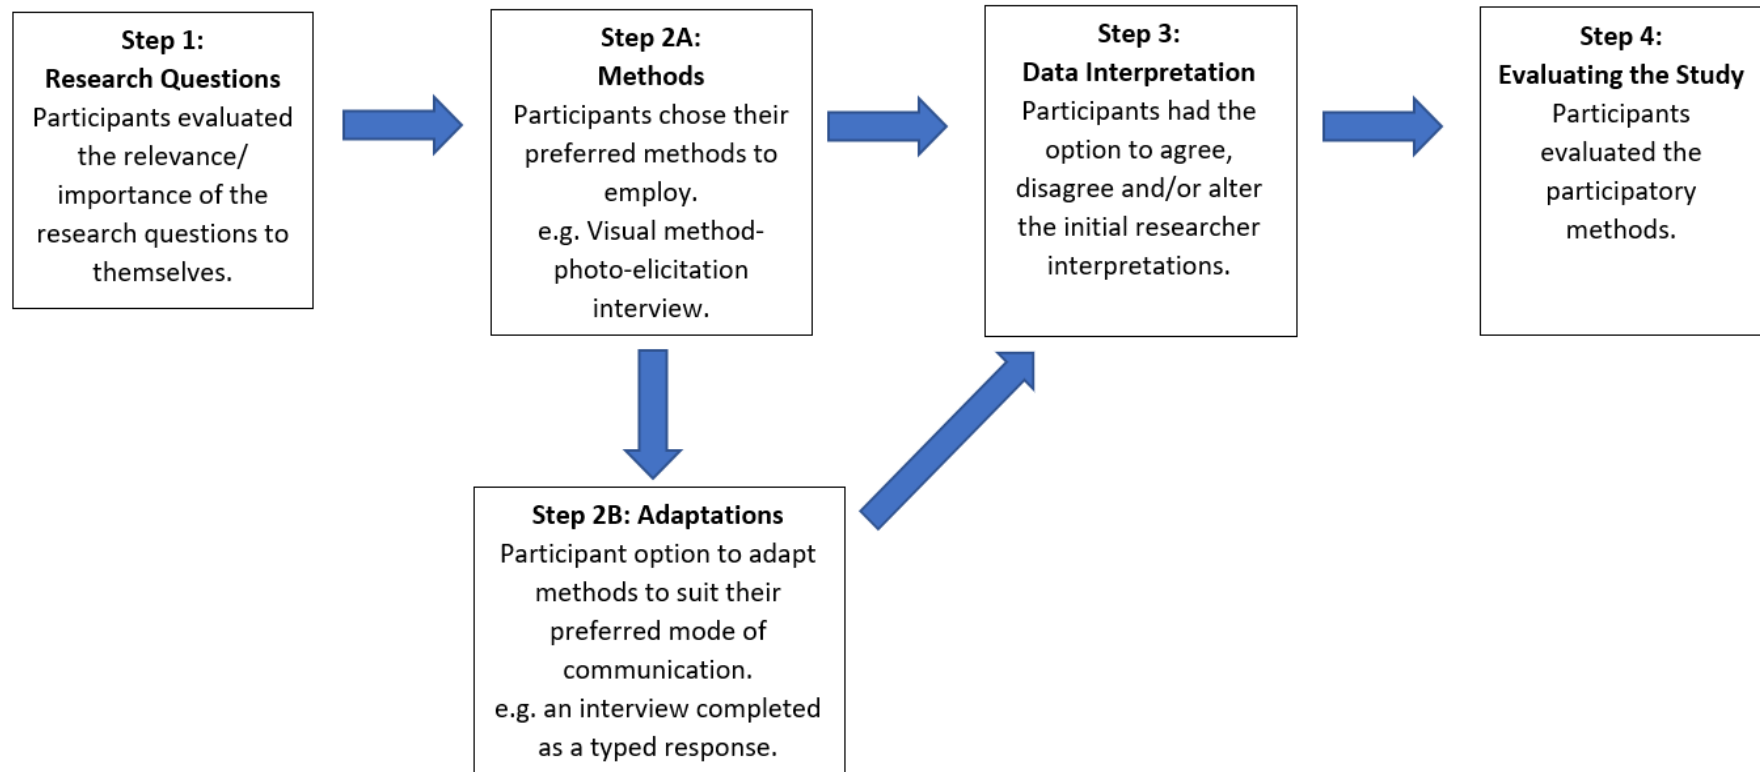 Step 1:
Research Questions
Participants evaluated
the relevance/
importance of the
research questions to
themselves.
Step 2A:
Methods
Participants chose their
preferred methods to
employ.
e.g. Visual method-
photo-elicitation
interview.
Step 3:
Data Interpretation
Participants had the
option to agree,
disagree and/or alter
the initial researcher
interpretations.
Step 4:
Evaluating the Study
Participants
evaluated the
participatory
methods.
Step 2B: Adaptations
Participant option to adapt
methods to suit their
preferred mode of
communication.
e.g. an interview completed
as a typed response.